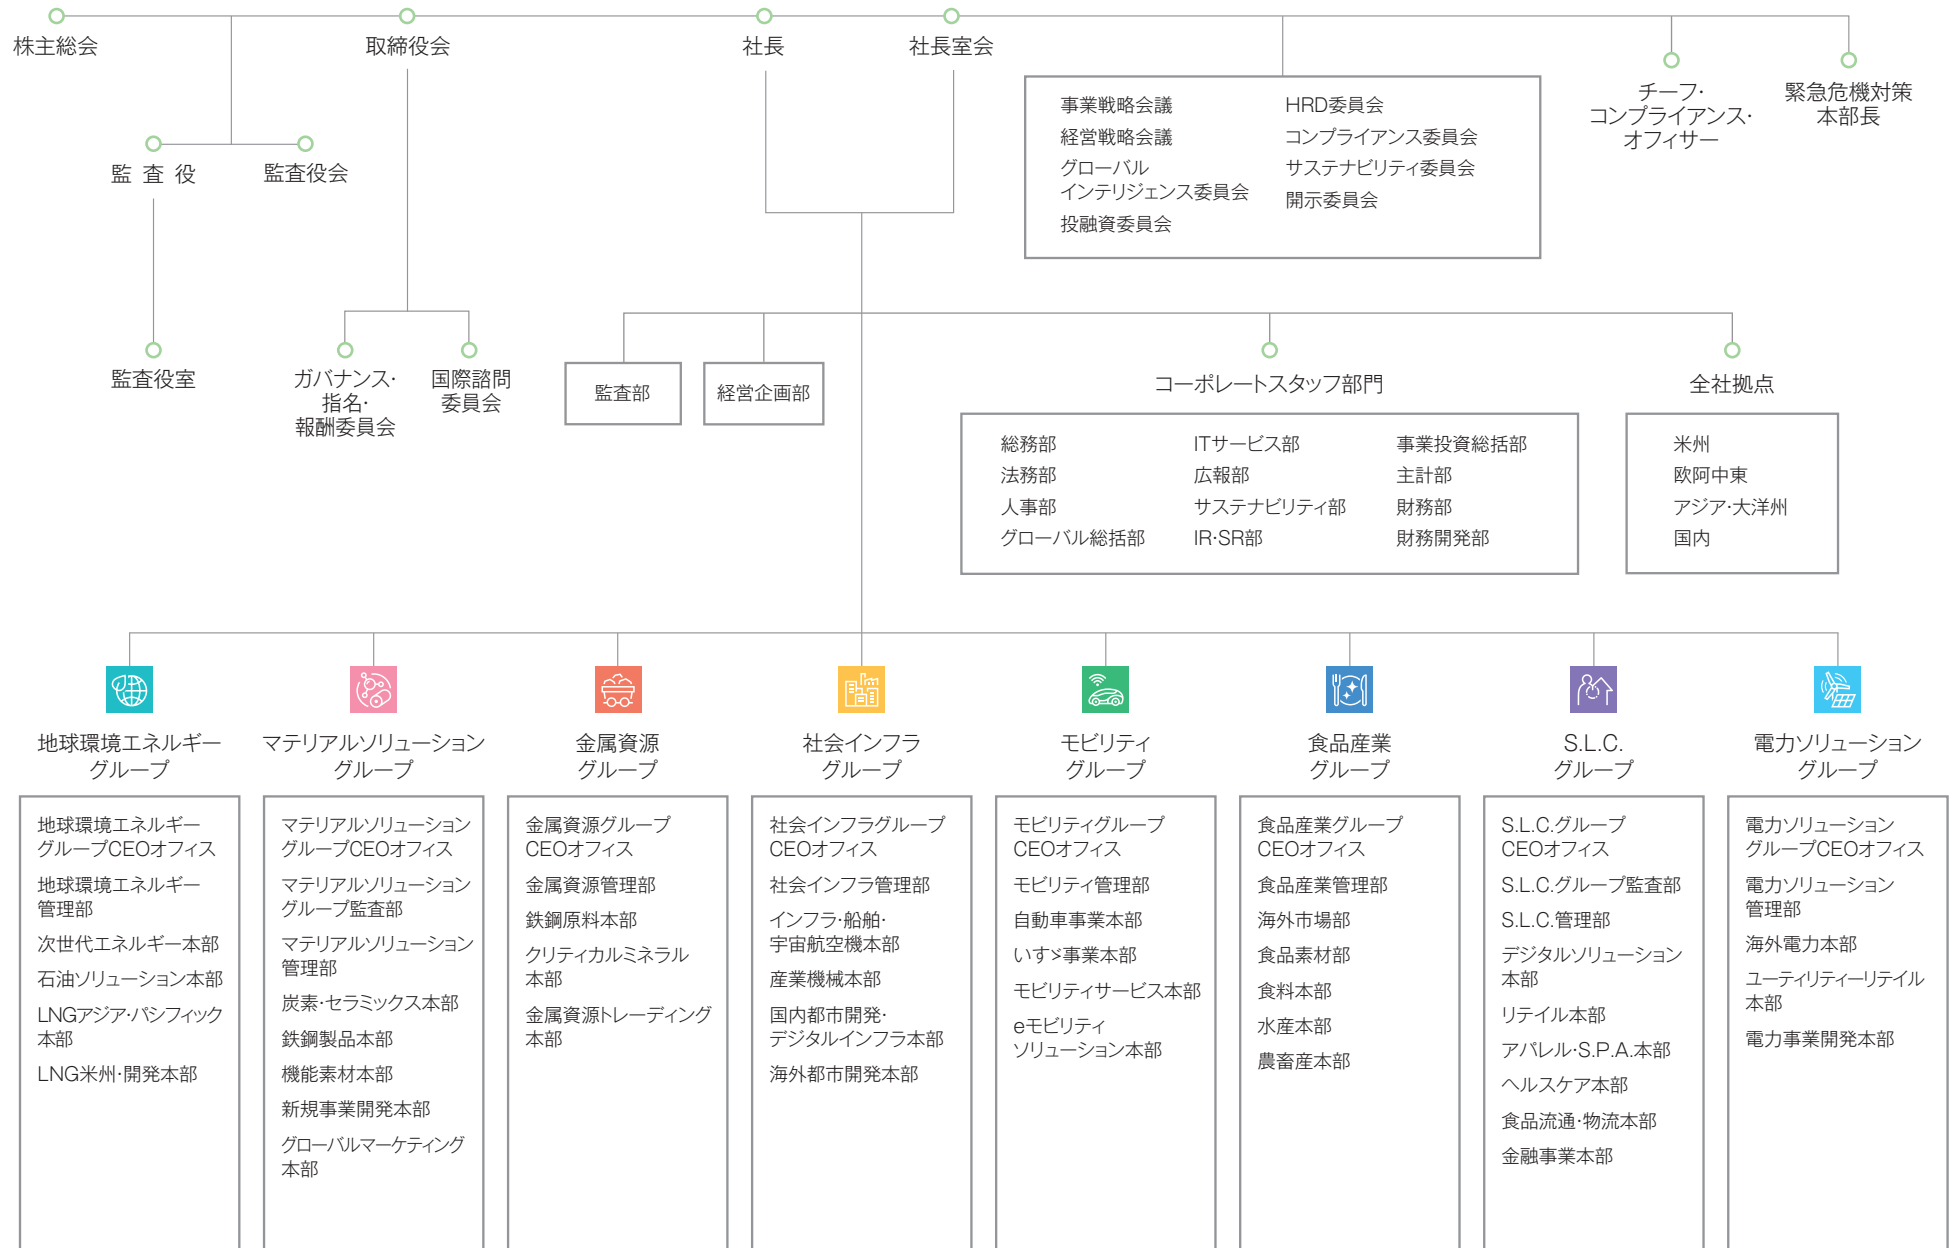 株主総会
取締役会
社長
社長室会
事業戦略会議
経営戦略会議
グローバル
インテリジェンス委員会
投融資委員会
HRD委員会
コンプライアンス委員会
サステナビリティ委員会
開示委員会
チーフ・
コンプライアンス・
オフィサー
緊急危機対策
本部長
監 査 役
監査役会
監査役室
ガバナンス・
指名・
報酬委員会
国際諮問
委員会
監査部
経営企画部
コーポレートスタッフ部門
総務部
法務部
人事部
グローバル総括部
ITサービス部
広報部
サステナビリティ部
IR・SR部
事業投資総括部
主計部
財務部
財務開発部
全社拠点
米州
欧阿中東
アジア・大洋州
国内
地球環境エネルギー
グループ
地球環境エネルギー
グループCEOオフィス
地球環境エネルギー
管理部
次世代エネルギー本部
石油ソリューション本部
LNGアジア・パシフィック
本部
LNG米州・開発本部
マテリアルソリューション
グループ
マテリアルソリューション
グループCEOオフィス
マテリアルソリューション
グループ監査部
マテリアルソリューション
管理部
炭素・セラミックス本部
鉄鋼製品本部
機能素材本部
新規事業開発本部
グローバルマーケティング
本部
金属資源
グループ
金属資源グループ
CEOオフィス
金属資源管理部
鉄鋼原料本部
クリティカルミネラル
本部
金属資源トレーディング
本部
社会インフラ
グループ
社会インフラグループ
CEOオフィス
社会インフラ管理部
インフラ・船舶・
宇宙航空機本部
産業機械本部
国内都市開発・
デジタルインフラ本部
海外都市開発本部
モビリティ
グループ
モビリティグループ
CEOオフィス
モビリティ管理部
自動車事業本部
いすゞ事業本部
モビリティサービス本部
eモビリティ
ソリューション本部
食品産業
グループ
食品産業グループ
CEOオフィス
食品産業管理部
海外市場部
食品素材部
食料本部
水産本部
農畜産本部
S.L.C.
グループ
S.L.C.グループ
CEOオフィス
S.L.C.グループ監査部
S.L.C.管理部
デジタルソリューション
本部
リテイル本部
アパレル・S.P.A.本部
ヘルスケア本部
食品流通・物流本部
金融事業本部
電力ソリューション
グループ
電力ソリューション
グループCEOオフィス
電力ソリューション
管理部
海外電力本部
ユーティリティーリテイル
本部
電力事業開発本部